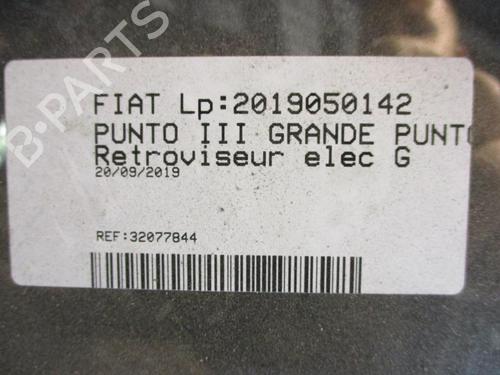 FIAT Lp:2019050142
PUNTO III GRANDE PUNTO
Retroviseur elec G
20/09/2019
REF:32077844
B-PARTS